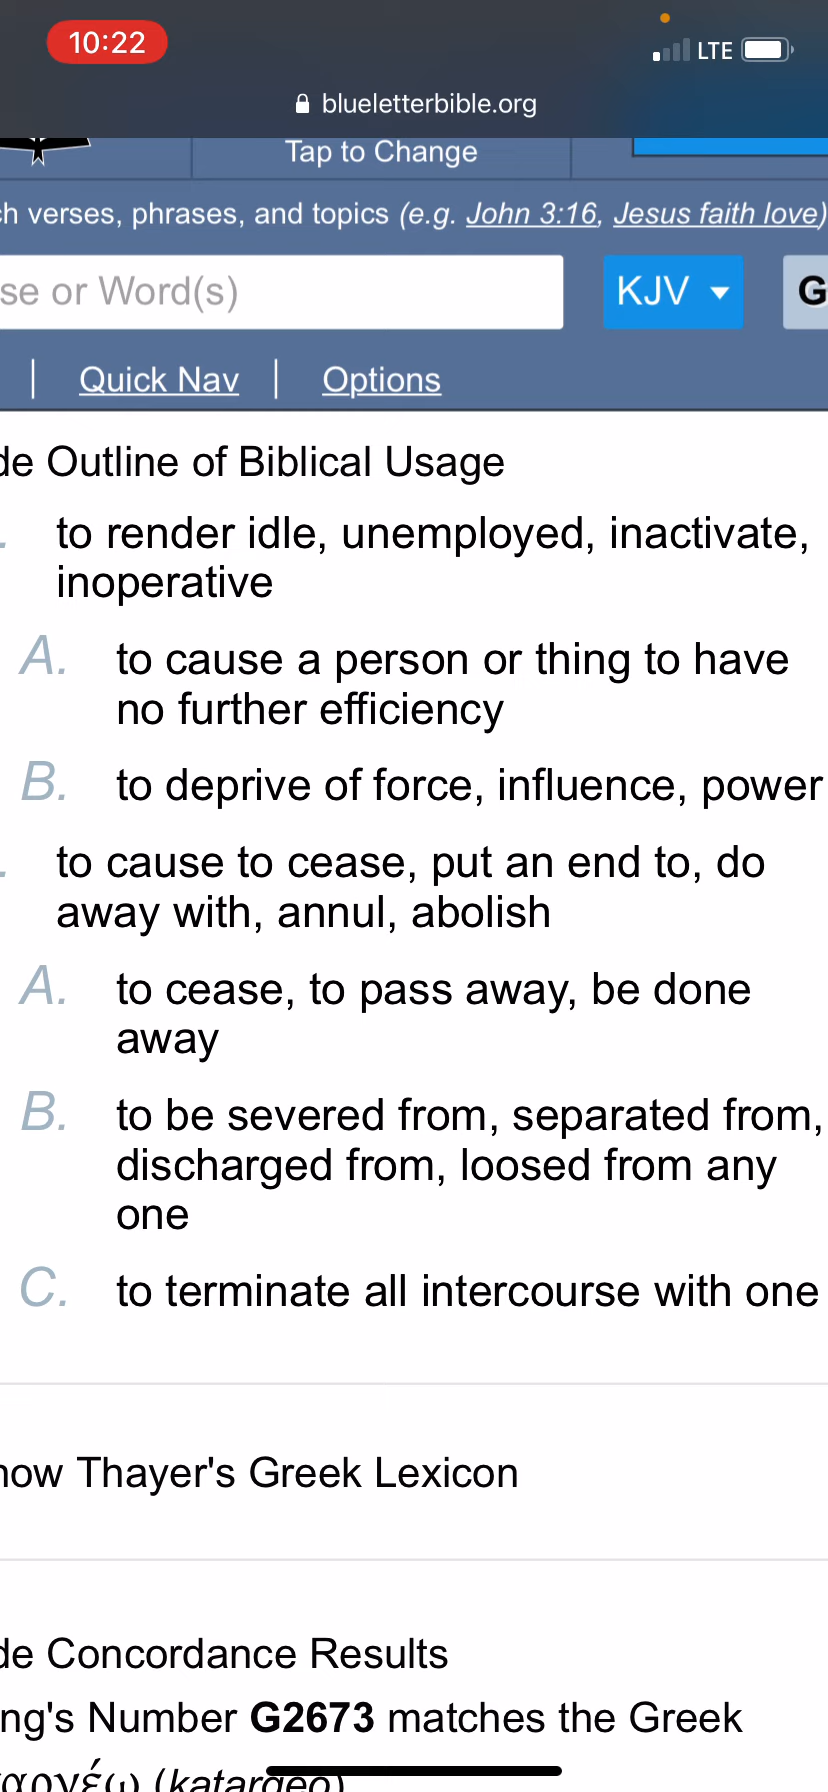 10:22
LTE
blueletterbible.org
Tap to Change
ch verses, phrases, and topics (e.g. John 3:16, Jesus faith love)
se or Word(s)
KJV
G
| Quick Nav | Options
de Outline of Biblical Usage
to render idle, unemployed, inactivate,
inoperative
A. to cause a person or thing to have
no further efficiency
B. to deprive of force, influence, power
to cause to cease, put an end to, do
away with, annul, abolish
A. to cease, to pass away, be done
away
B. to be severed from, separated from,
discharged from, loosed from any
one
C. to terminate all intercourse with one
how Thayer's Greek Lexicon
de Concordance Results
ng's Number G2673 matches the Greek
αργέω (katargeō)